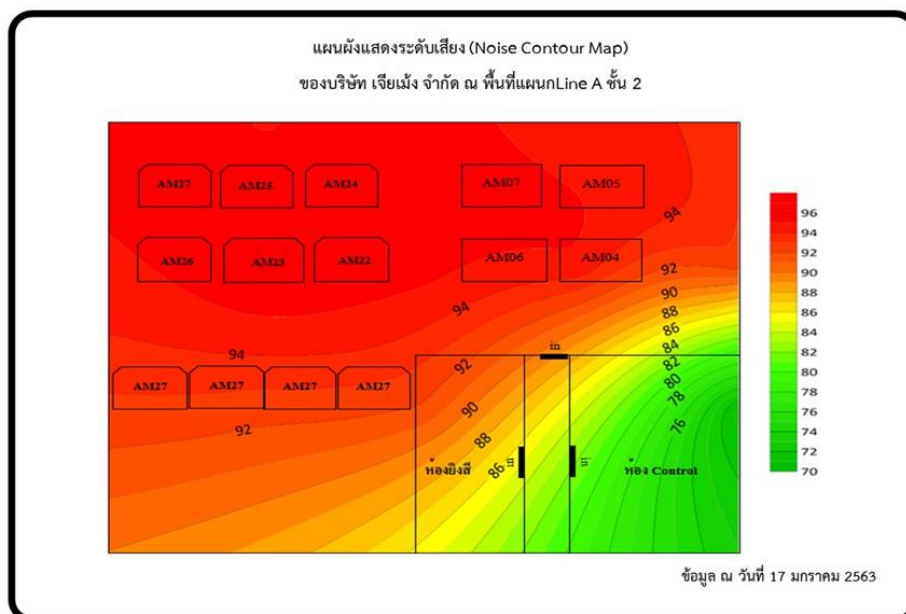 แผนผังแสดงระดับเสียง (Noise Contour Map)
ของบริษัท เจียเม้ง จำกัด ณ พื้นที่แผนกLine A ชั้น 2
AM27 AM25 AM24 AM07 AM05
94
AM26 AM23 AM22 AM06 AM04
92
90
94
88
86
in
84
94
92
82
80
AM27 AM27 AM27 AM27
78
90
76
92
88
86
in
in
ห้องยิงสี
ห้อง Control
96
94
92
90
88
86
84
82
80
78
76
74
72
70
ข้อมูล ณ วันที่ 17 มกราคม 2563